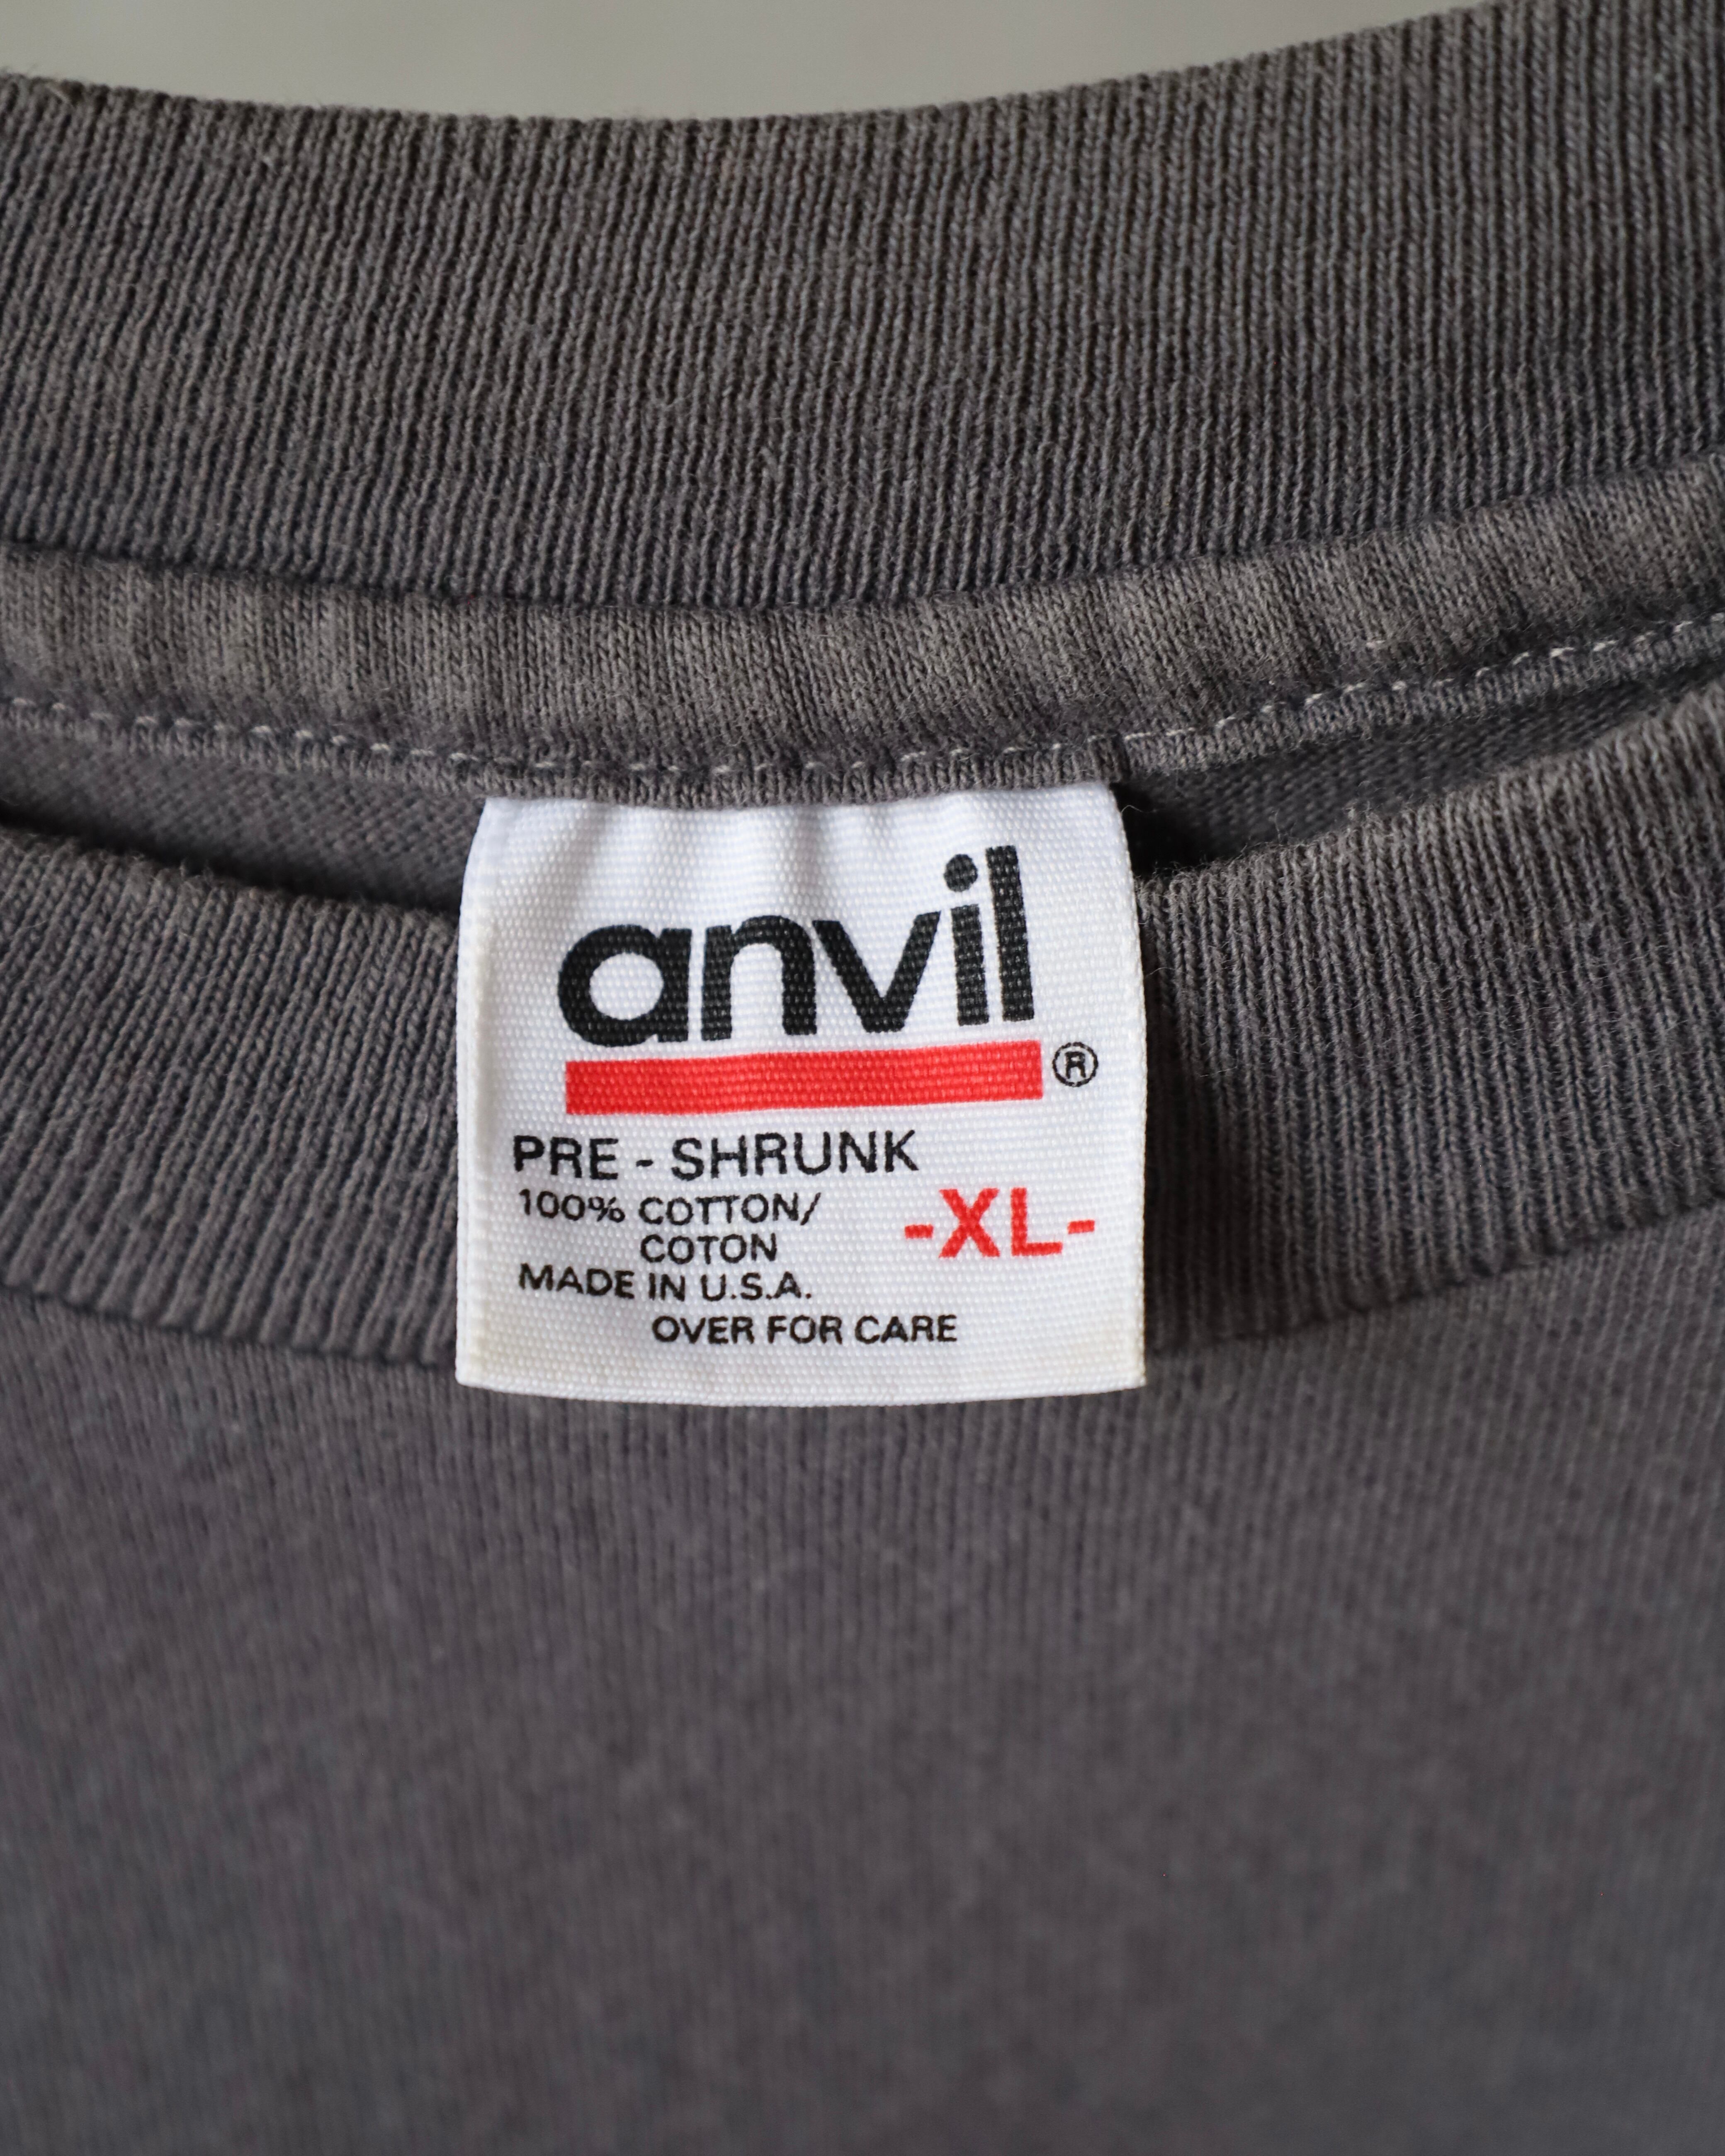 anvil
®
PRE - SHRUNK
100% COTTON/
COTON
-XL-
MADE IN U.S.A.
OVER FOR CARE